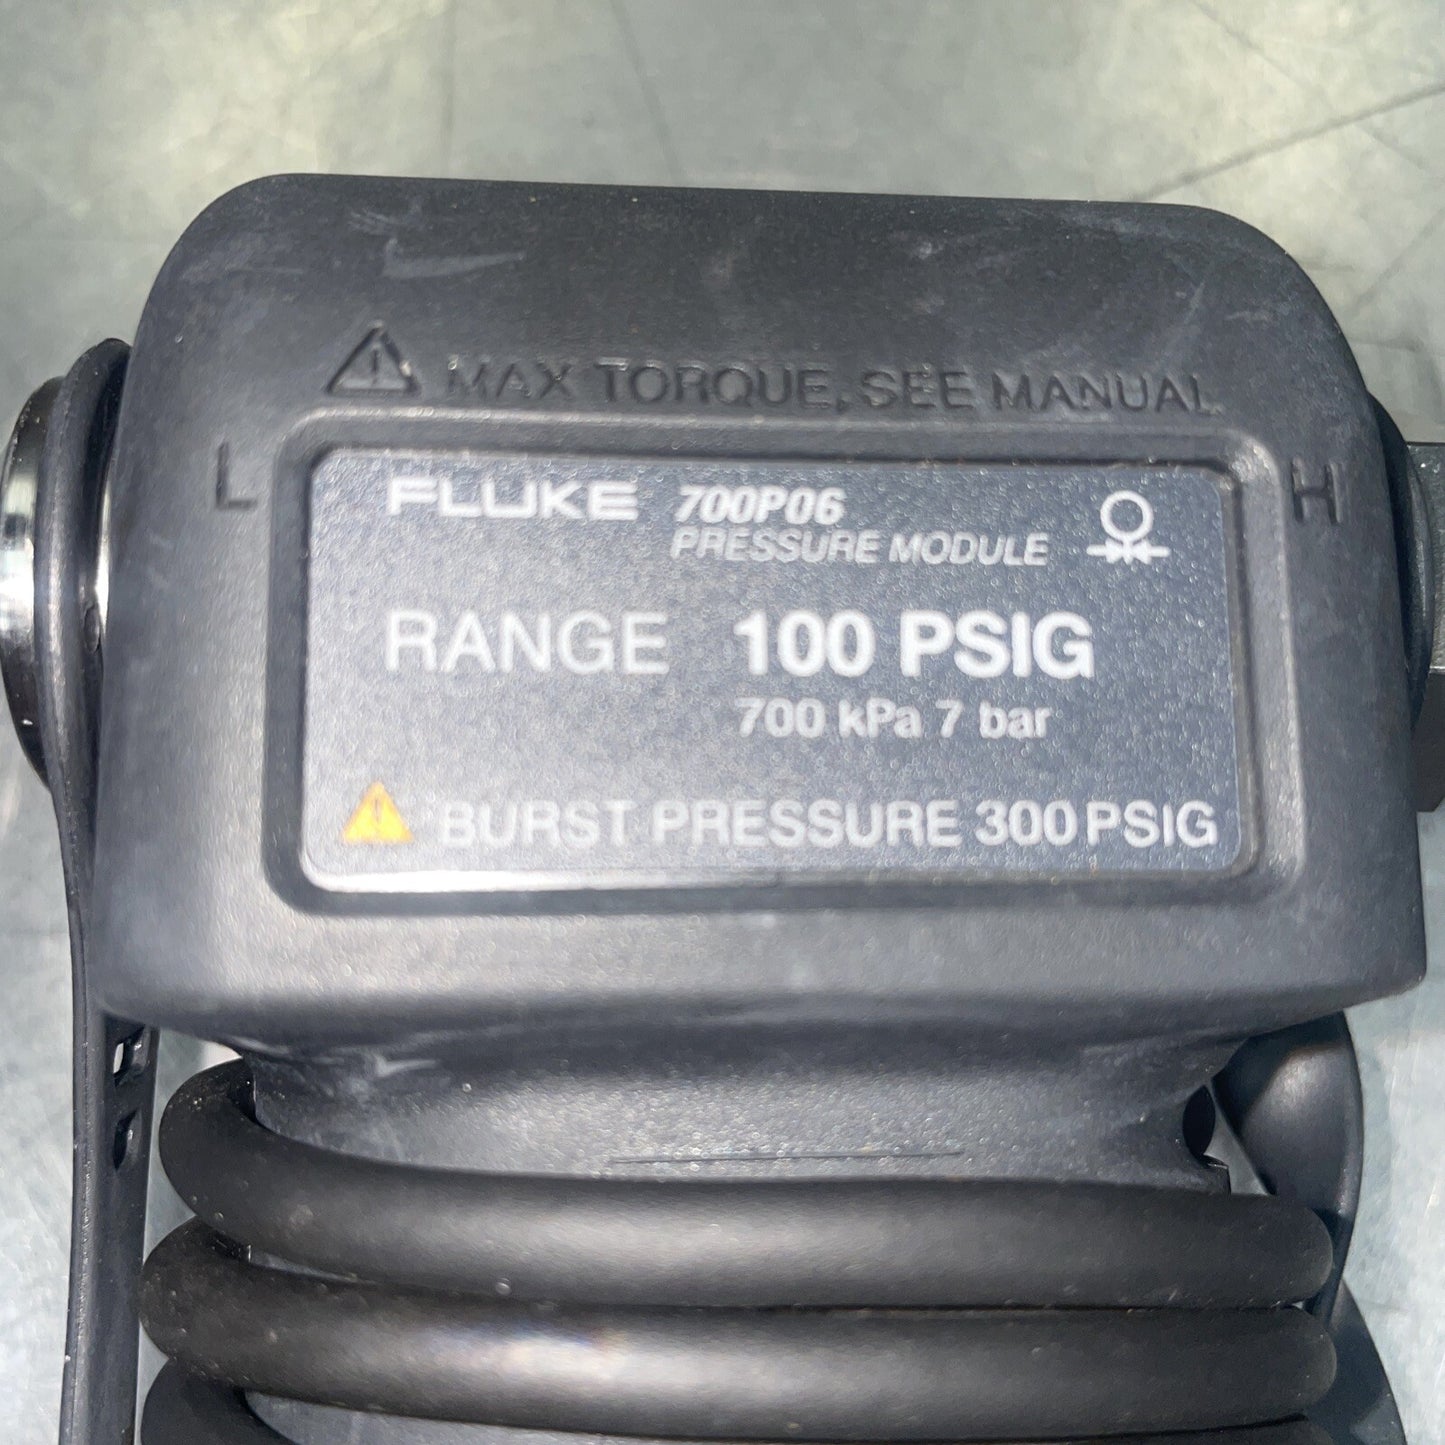 MAX TORQUE, SEE MANUAL
L
H
FLUKE 700P06
PRESSURE MODULE
RANGE 100 PSIG
700 kPa 7 bar
BURST PRESSURE 300 PSIG